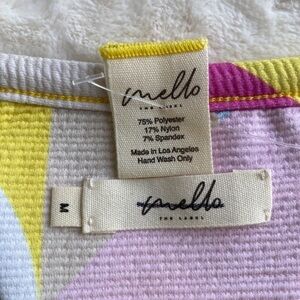 mello
THE LABEL
75% Polyester
17% Nylon
7% Spandex
Made in Los Angeles
Hand Wash Only
M
mello
THE LABEL